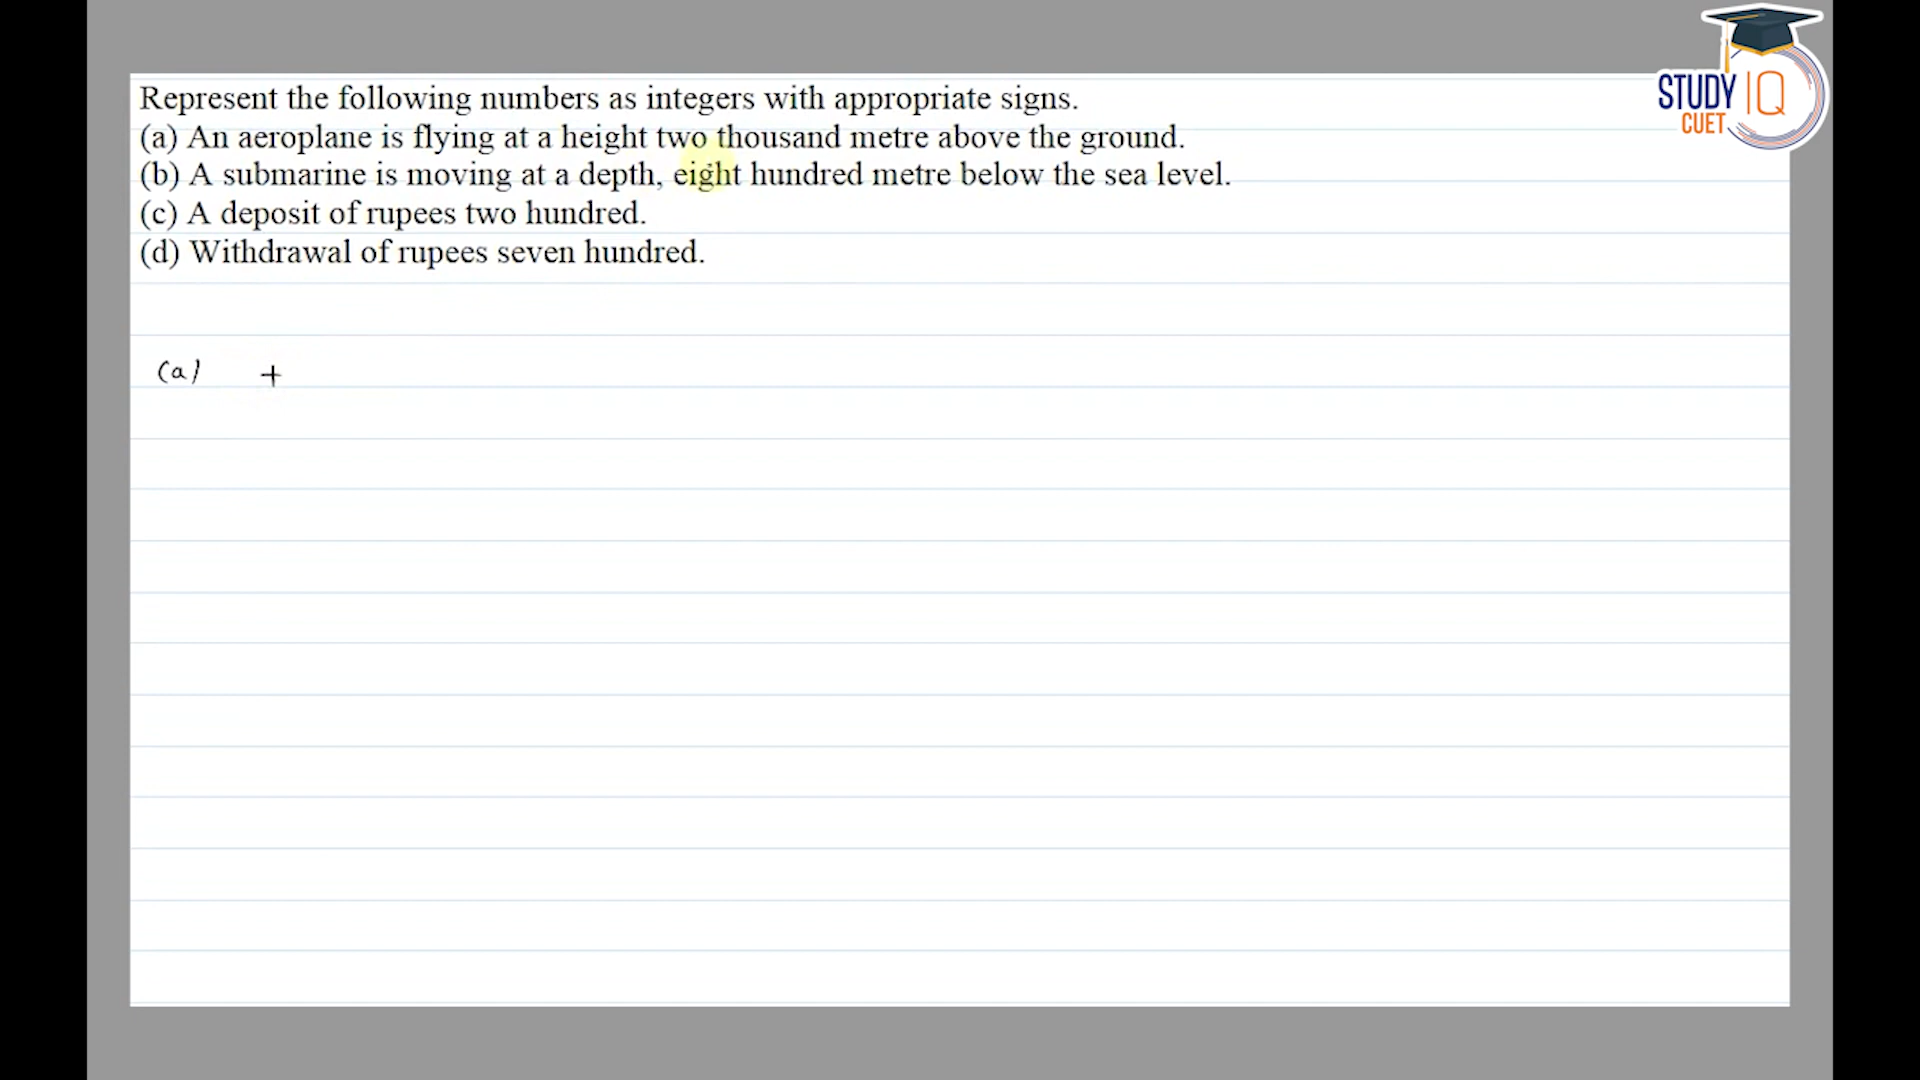 STUDY IQ
CUET
Represent the following numbers as integers with appropriate signs.
(a) An aeroplane is flying at a height two thousand metre above the ground.
(b) A submarine is moving at a depth, eight hundred metre below the sea level.
(c) A deposit of rupees two hundred.
(d) Withdrawal of rupees seven hundred.
(a) +